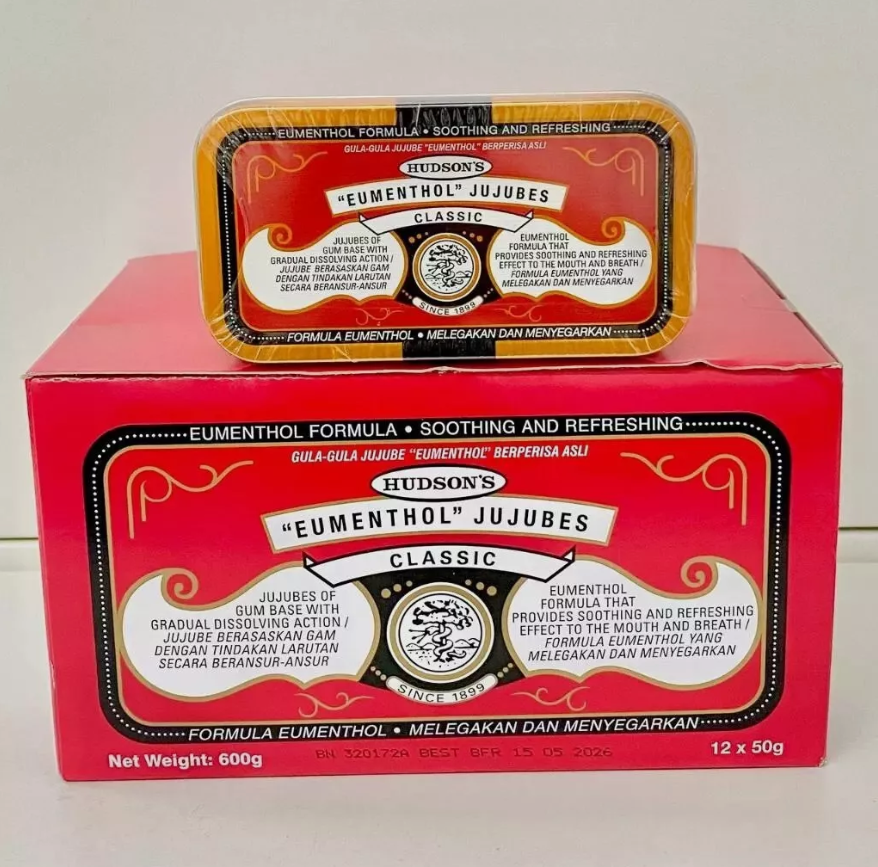 EUMENTHOL FORMULA • SOOTHING AND REFRESHING
GULA-GULA JUJUBE "EUMENTHOL" BERPERISA ASLI
HUDSON'S
"EUMENTHOL" JUJUBES
CLASSIC
JUJUBES OF
GUM BASE WITH
GRADUAL DISSOLVING ACTION /
JUJUBE BERASASKAN GAM
DENGAN TINDAKAN LARUTAN
SECARA BERANSUR-ANSUR
EUMENTHOL
FORMULA THAT
PROVIDES SOOTHING AND REFRESHING
EFFECT TO THE MOUTH AND BREATH /
FORMULA EUMENTHOL YANG
MELEGAKAN DAN MENYEGARKAN
SINCE 1899
FORMULA EUMENTHOL • MELEGAKAN DAN MENYEGARKAN
EUMENTHOL FORMULA • SOOTHING AND REFRESHING
GULA-GULA JUJUBE "EUMENTHOL" BERPERISA ASLI
HUDSON'S
"EUMENTHOL" JUJUBES
CLASSIC
JUJUBES OF
GUM BASE WITH
GRADUAL DISSOLVING ACTION /
JUJUBE BERASASKAN GAM
DENGAN TINDAKAN LARUTAN
SECARA BERANSUR-ANSUR
EUMENTHOL
FORMULA THAT
PROVIDES SOOTHING AND REFRESHING
EFFECT TO THE MOUTH AND BREATH /
FORMULA EUMENTHOL YANG
MELEGAKAN DAN MENYEGARKAN
SINCE 1899
FORMULA EUMENTHOL • MELEGAKAN DAN MENYEGARKAN
Net Weight: 600g
BN 320172A BEST BFR 15 05 2026
12 x 50g